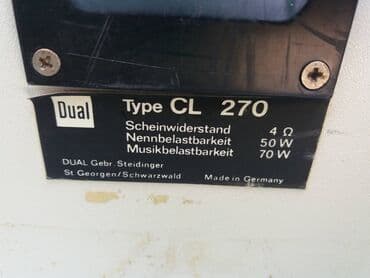 Dual Type CL 270
Scheinwiderstand 4 Ω
Nennbelastbarkeit 50 W
Musikbelastbarkeit 70 W
DUAL Gebr. Steidinger
St Georgen/Schwarzwald Made in Germany